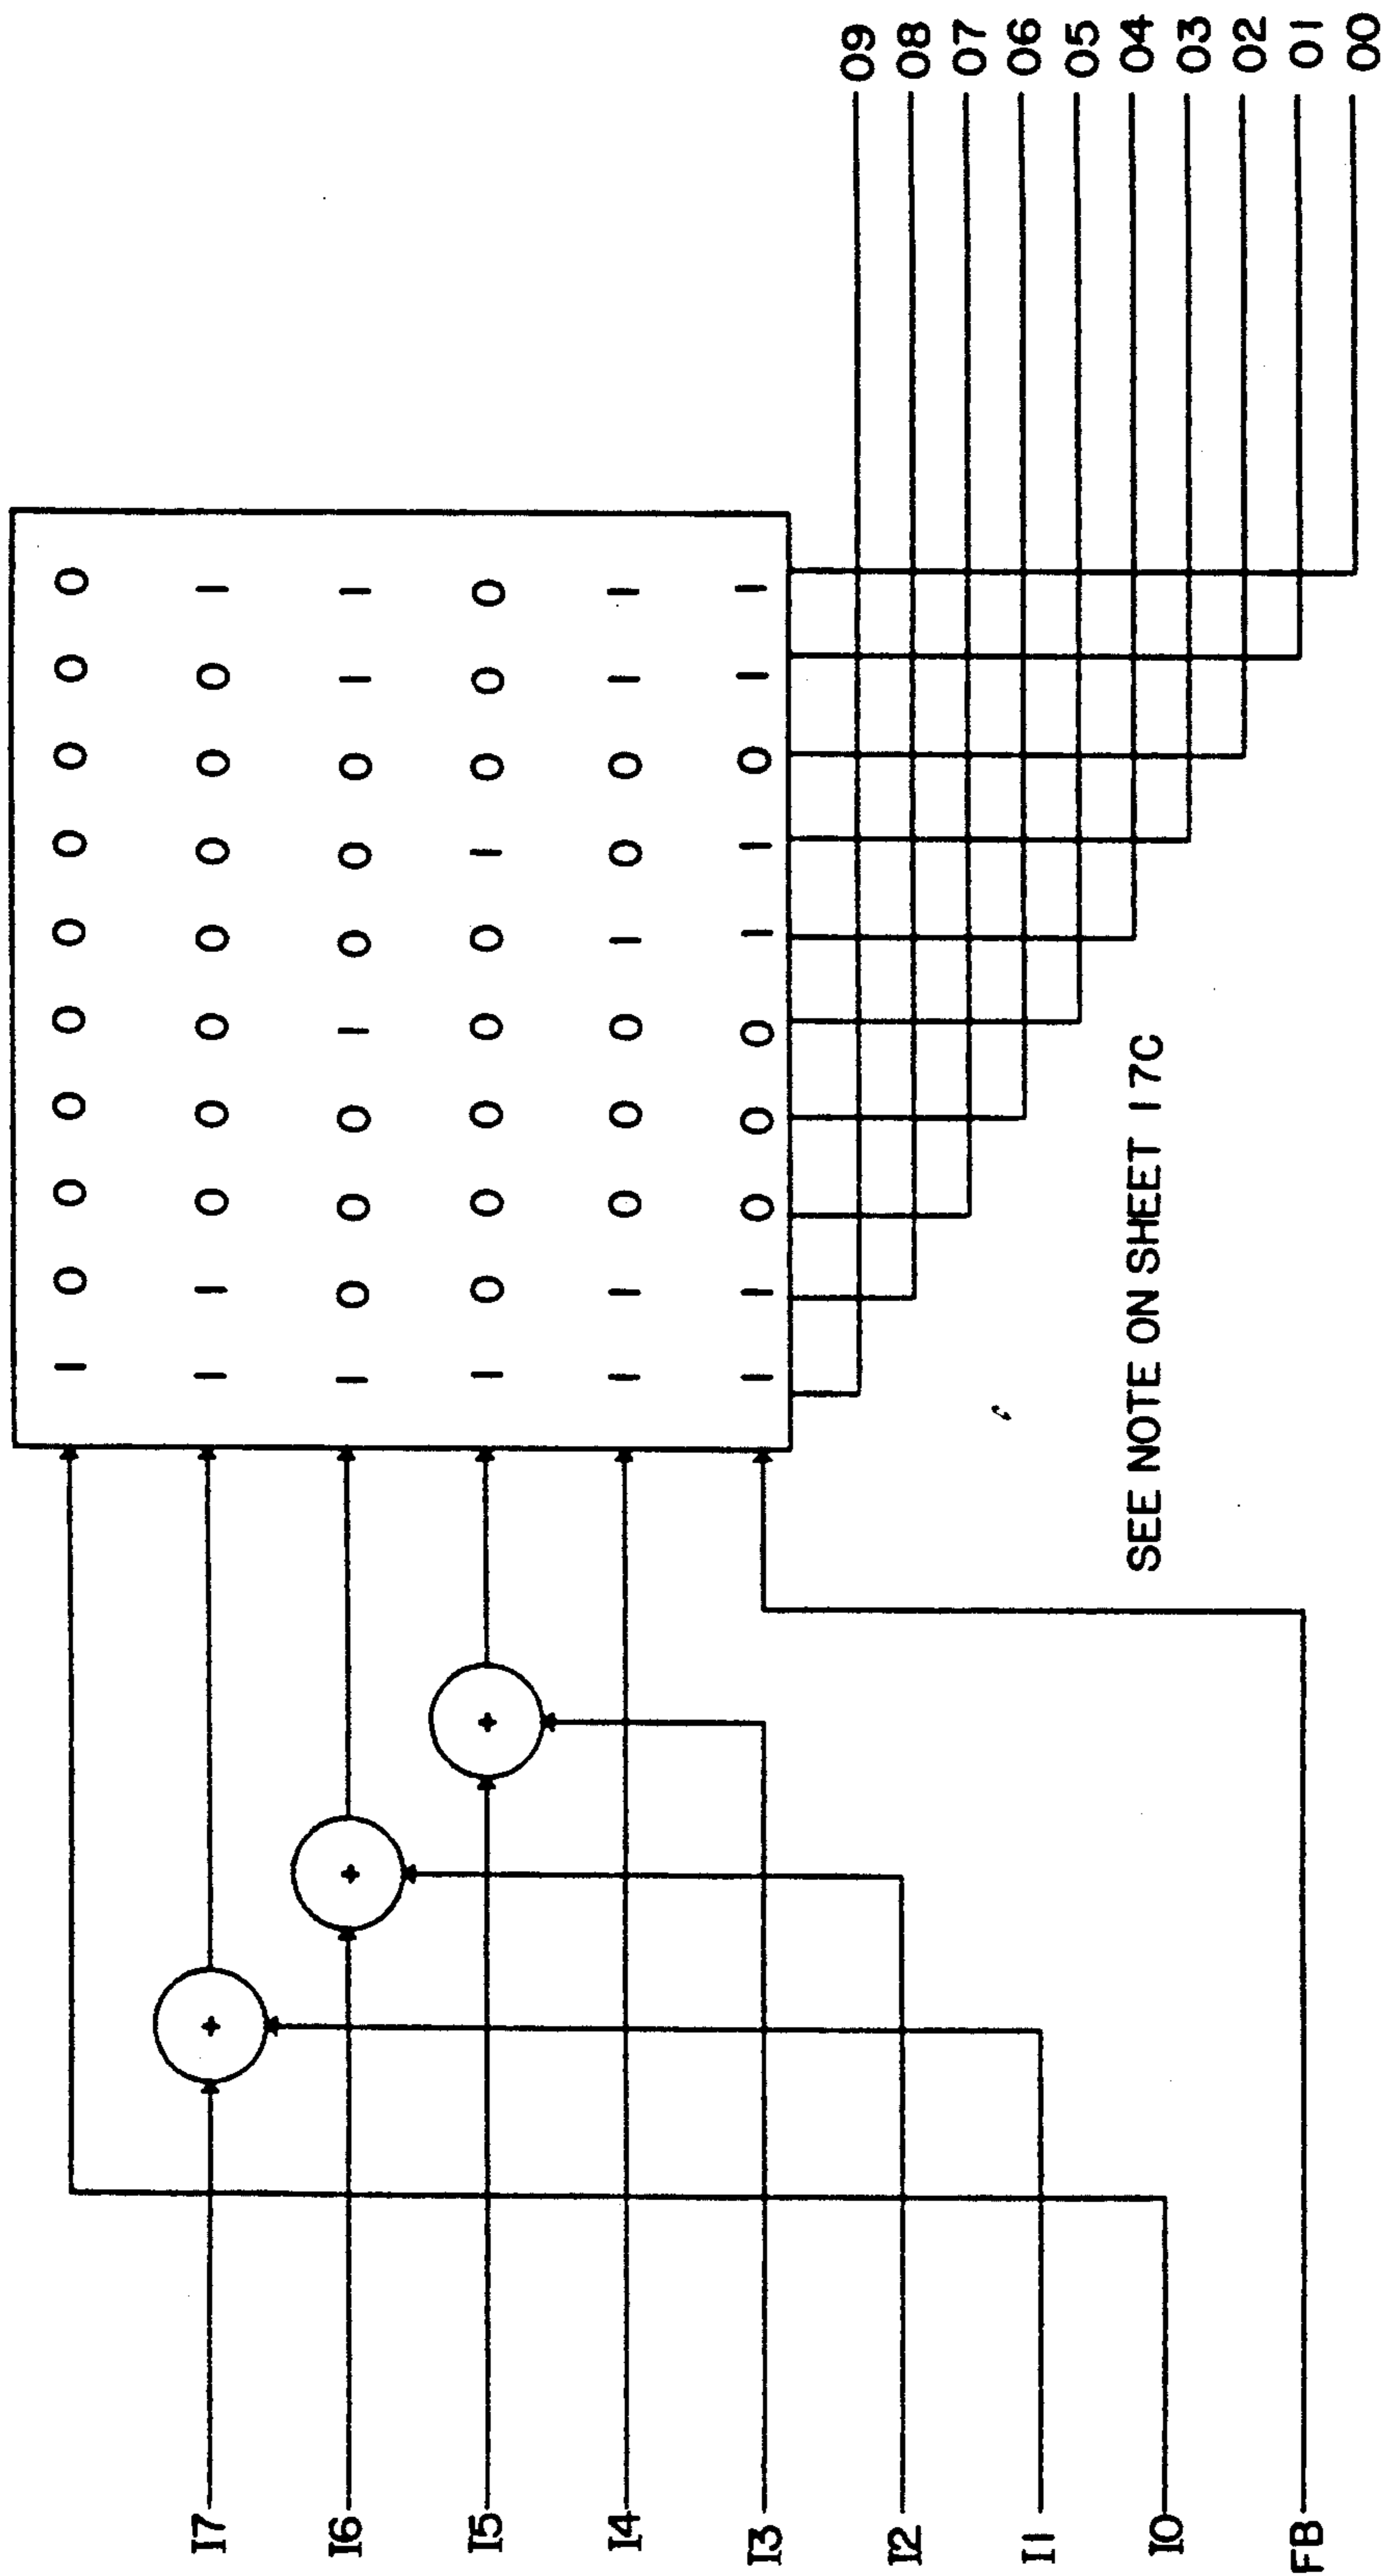 1 0 0 0 0 0 0 0 0 0
I7
+
1 1 0 0 0 0 0 0 0 1
I6
+
1 0 0 0 1 0 0 0 1 1
I5
+
1 0 0 0 0 0 1 0 0 0
I4
1 1 0 0 0 1 0 0 1 1
I3
1 1 0 0 0 1 1 0 1 1
09
I2
08
07
I1
06
05
I0
SEE NOTE ON SHEET 17C
04
03
02
FB
01
00